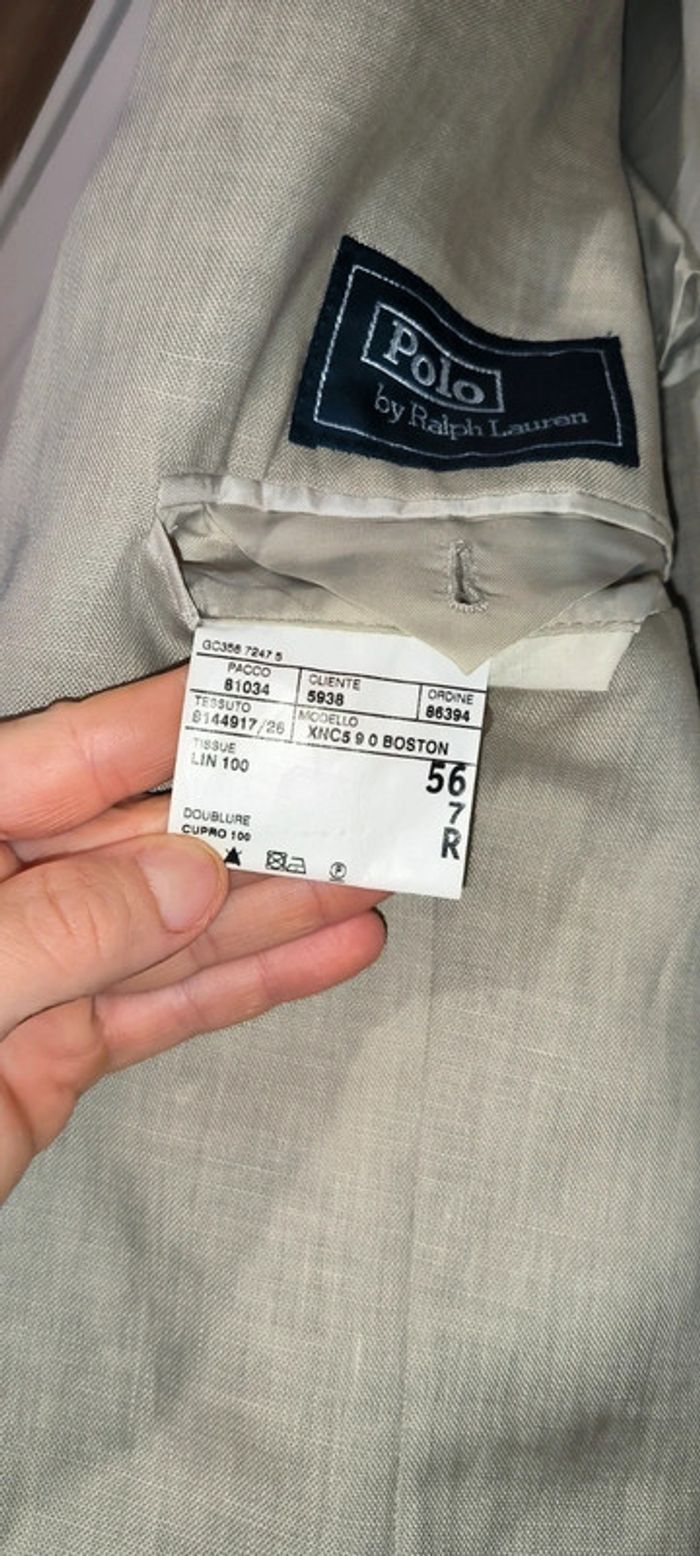 Polo
by Ralph Lauren
GC356 7247 5
PACCO CLIENTE ORDINE
81034 5938 86394
TESSUTO MODELLO
8144917/26 XNC5 9 0 BOSTON
TISSUE
LIN 100
56
7
R
DOUBLURE
CUPRO 100
P